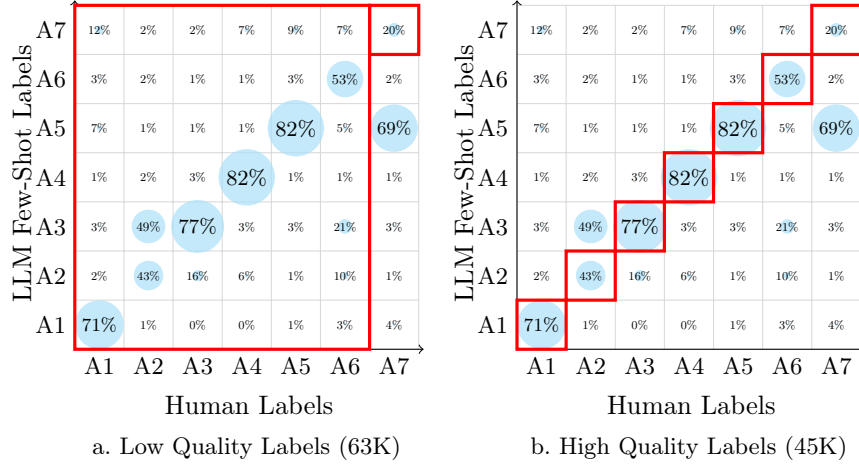 LLM Few-Shot Labels
A7 12% 2% 2% 7% 9% 7% 20%
A6 3% 2% 1% 1% 3% 53% 2%
A5 7% 1% 1% 1% 82% 5% 69%
A4 1% 2% 3% 82% 1% 1% 1%
A3 3% 49% 77% 3% 3% 21% 3%
A2 2% 43% 16% 6% 1% 10% 1%
A1 71% 1% 0% 0% 1% 3% 4%
A1 A2 A3 A4 A5 A6 A7
Human Labels
a. Low Quality Labels (63K)
LLM Few-Shot Labels
A7 12% 2% 2% 7% 9% 7% 20%
A6 3% 2% 1% 1% 3% 53% 2%
A5 7% 1% 1% 1% 82% 5% 69%
A4 1% 2% 3% 82% 1% 1% 1%
A3 3% 49% 77% 3% 3% 21% 3%
A2 2% 43% 16% 6% 1% 10% 1%
A1 71% 1% 0% 0% 1% 3% 4%
A1 A2 A3 A4 A5 A6 A7
Human Labels
b. High Quality Labels (45K)